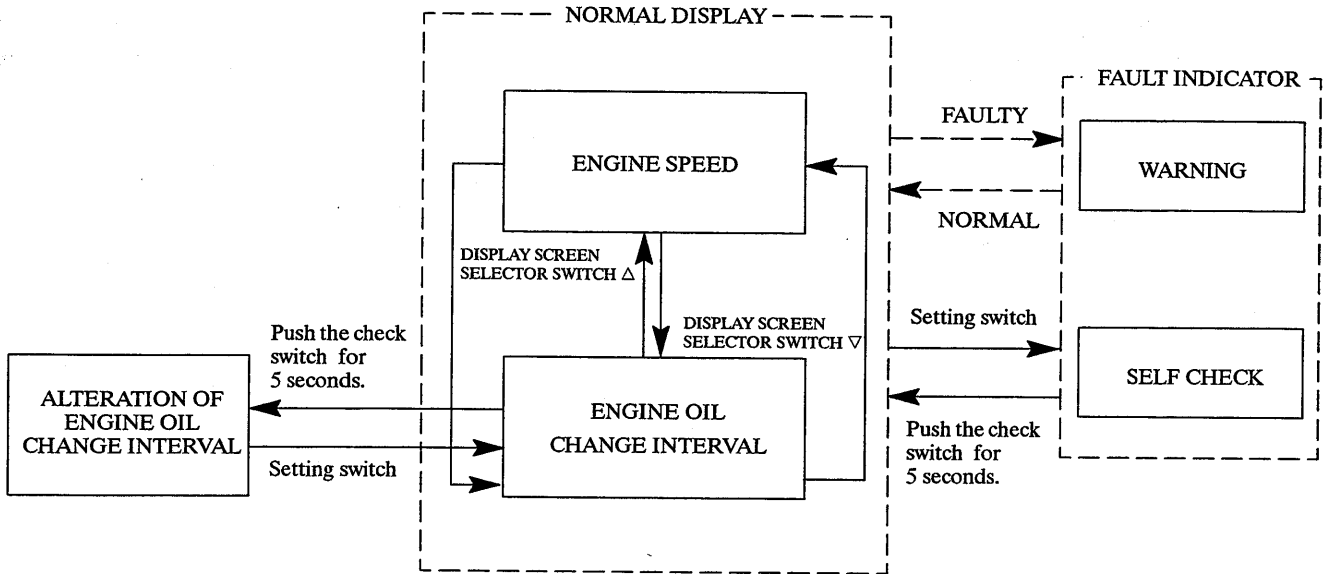 NORMAL DISPLAY
FAULT INDICATOR
ENGINE SPEED
FAULTY
WARNING
NORMAL
DISPLAY SCREEN
SELECTOR SWITCH △
DISPLAY SCREEN
SELECTOR SWITCH ▽
Setting switch
SELF CHECK
Push the check
switch for
5 seconds.
Push the check
switch for
5 seconds.
ALTERATION OF
ENGINE OIL
CHANGE INTERVAL
Setting switch
ENGINE OIL
CHANGE INTERVAL